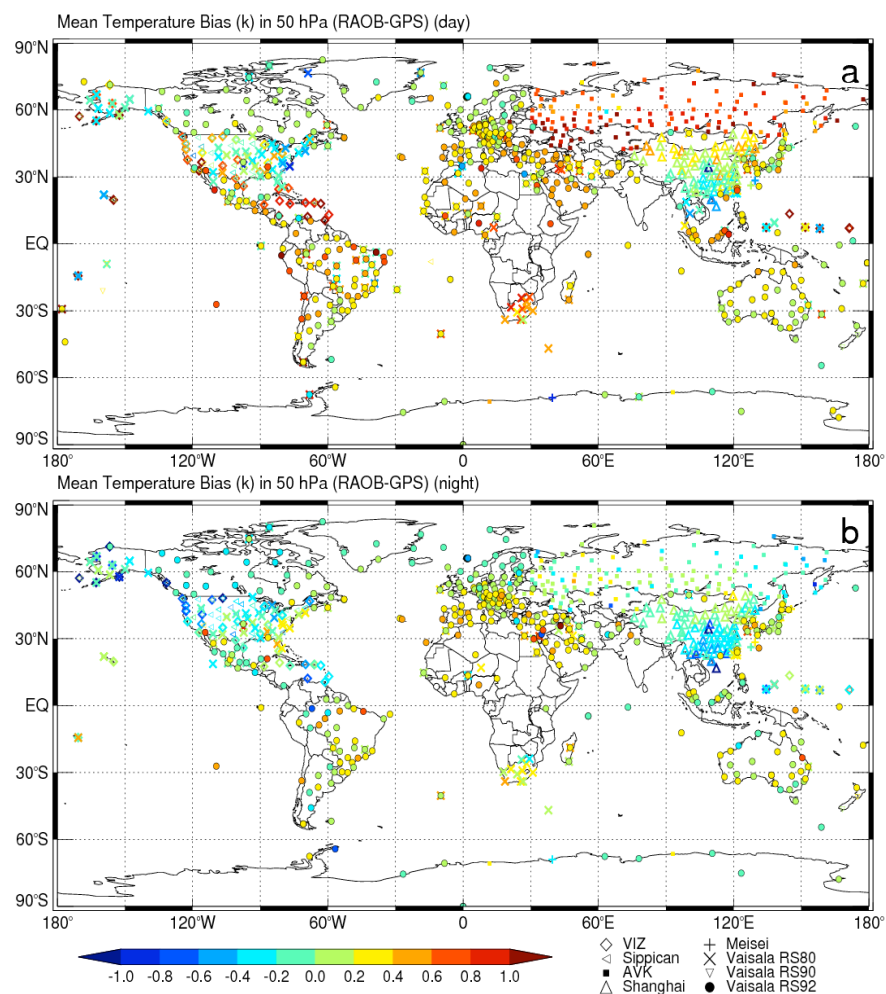 Mean Temperature Bias (k) in 50 hPa (RAOB-GPS) (day)
90°N
a
60°N
30°N
EQ
30°S
60°S
90°S
180° 120°W 60°W 0 60°E 120°E 180°
Mean Temperature Bias (k) in 50 hPa (RAOB-GPS) (night)
90°N
b
60°N
30°N
EQ
30°S
60°S
90°S
180° 120°W 60°W 0 60°E 120°E 180°
-1.0 -0.8 -0.6 -0.4 -0.2 0.0 0.2 0.4 0.6 0.8 1.0
VIZ
Sippican
AVK
Shanghai
Meisei
Vaisala RS80
Vaisala RS90
Vaisala RS92